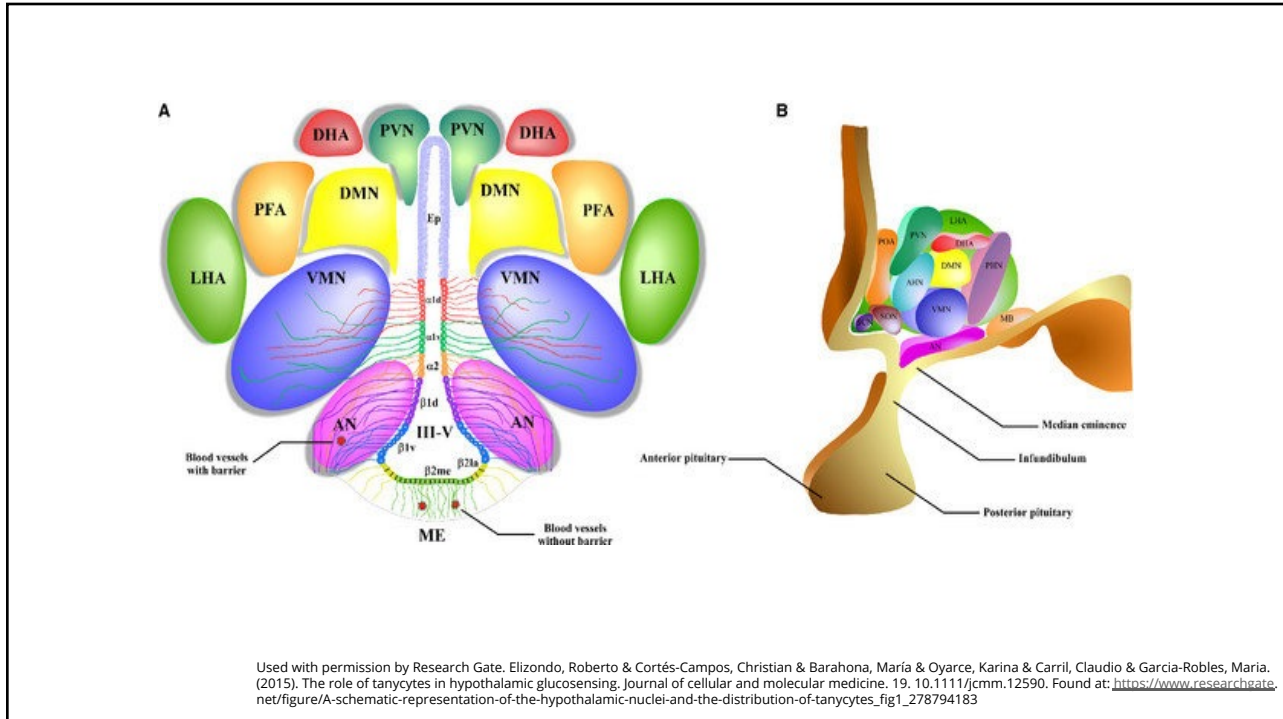 A
DHA
PVN
PVN
DHA
PFA
DMN
DMN
PFA
Ep
LHA
VMN
VMN
LHA
α1d
α1v
α2
β1d
AN
AN
III-V
β1v
β2la
β2me
Blood vessels
with barrier
ME
Blood vessels
without barrier
B
LHA
POA
PVN
DHA
DMN
PHN
AHN
VMN
SON
MB
AN
Median eminence
Anterior pituitary
Infundibulum
Posterior pituitary
Used with permission by Research Gate. Elizondo, Roberto & Cortés-Campos, Christian & Barahona, María & Oyarce, Karina & Carril, Claudio & Garcia-Robles, Maria.
(2015). The role of tanycytes in hypothalamic glucosensing. Journal of cellular and molecular medicine. 19. 10.1111/jcmm.12590. Found at: https://www.researchgate.
net/figure/A-schematic-representation-of-the-hypothalamic-nuclei-and-the-distribution-of-tanycytes_fig1_278794183